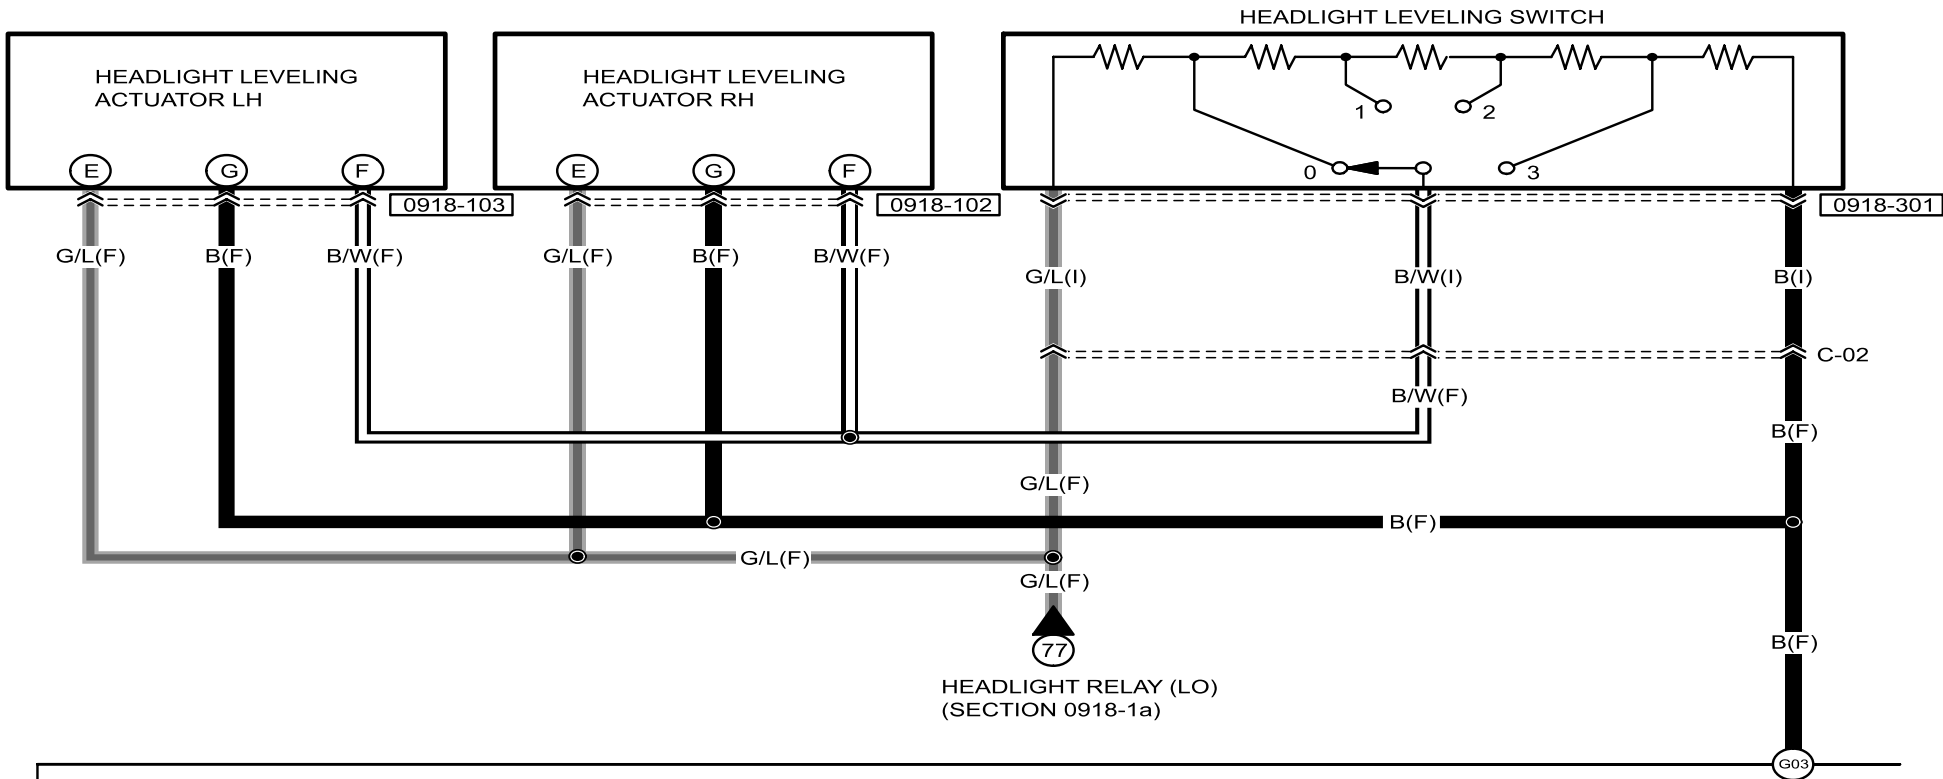 HEADLIGHT LEVELING SWITCH
HEADLIGHT LEVELING
ACTUATOR LH
HEADLIGHT LEVELING
ACTUATOR RH
1
2
0
3
E
G
F
E
G
F
0918-103
0918-102
0918-301
G/L(F)
B(F)
B/W(F)
G/L(F)
B(F)
B/W(F)
G/L(I)
B/W(I)
B(I)
C-02
B/W(F)
B(F)
G/L(F)
B(F)
G/L(F)
G/L(F)
B(F)
77
HEADLIGHT RELAY (LO)
(SECTION 0918-1a)
G03